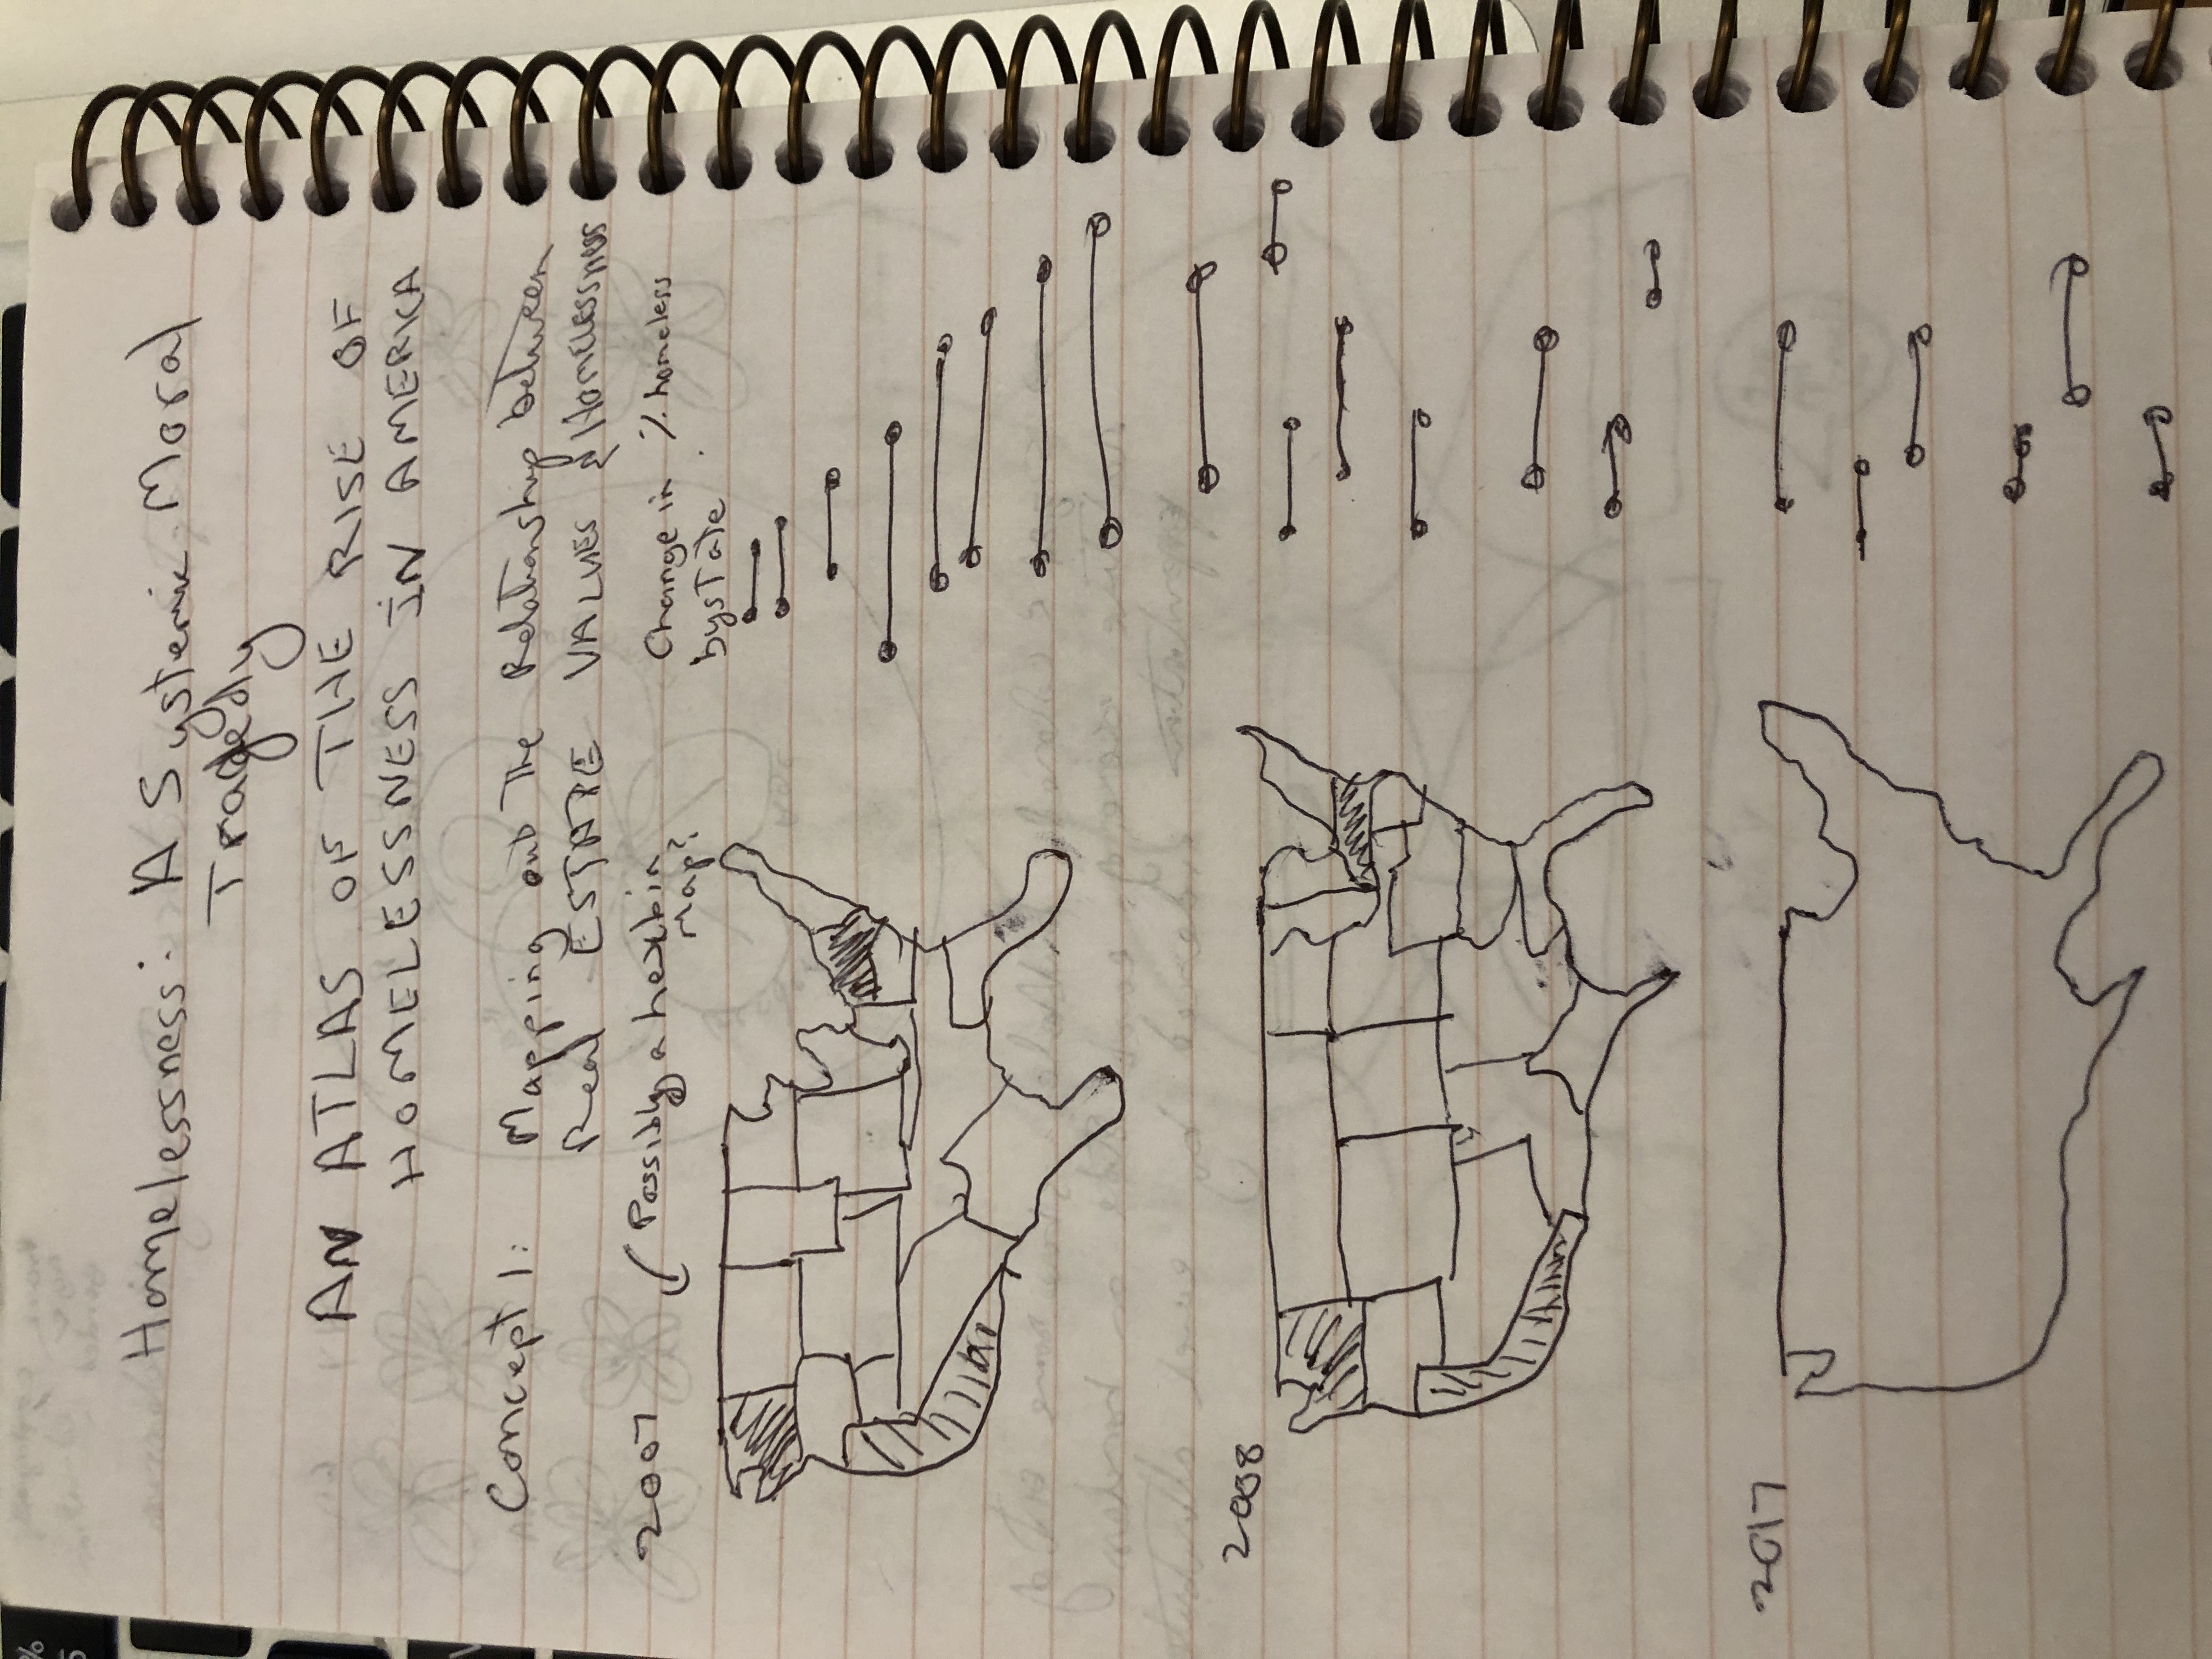 Homelessness: A Systemic Moral
Tragedy
AN ATLAS OF THE RISE OF
HOMELESSNESS IN AMERICA
Concept 1: Mapping out The Relationship between
Real ESTATE VALUES & HOMELESSNESS
2007
Possibly a hexbin
Map?
Change in % homeless
by STATE
2008
2017
%
5